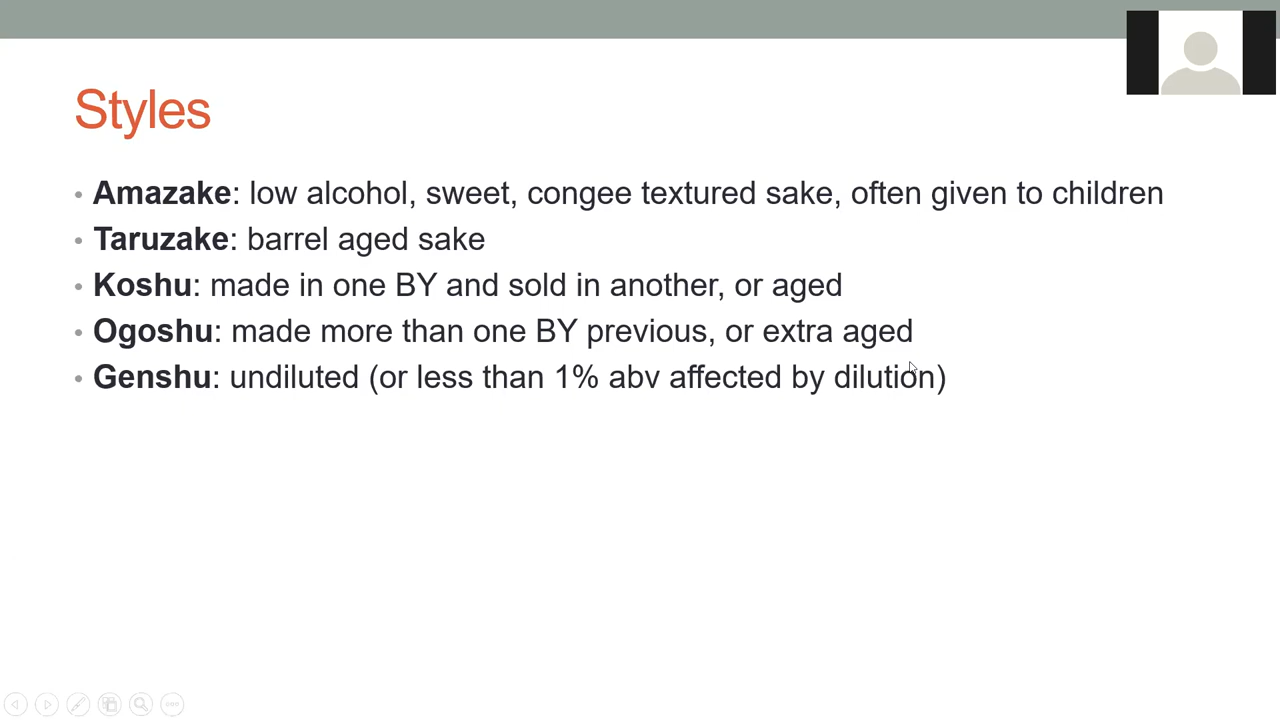 Styles
• Amazake: low alcohol, sweet, congee textured sake, often given to children
• Taruzake: barrel aged sake
• Koshu: made in one BY and sold in another, or aged
• Ogoshu: made more than one BY previous, or extra aged
• Genshu: undiluted (or less than 1% abv affected by dilution)